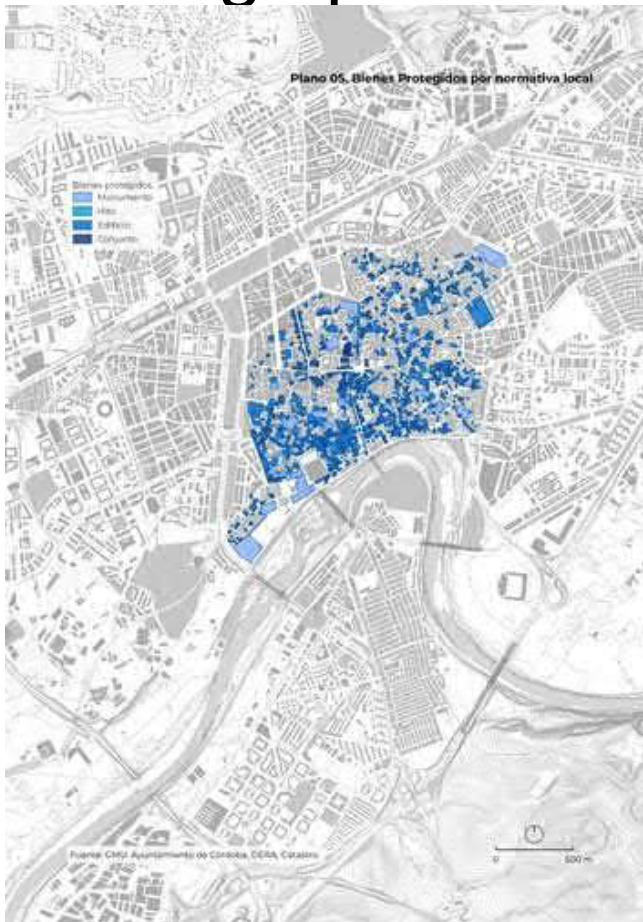 Plano 05. Bienes Protegidos por normativa local
Bienes protegidos
Monumento
Hito
Edificio
Conjunto
Fuente: GMU Ayuntamiento de Córdoba, DERA, Catastro
0 500 m